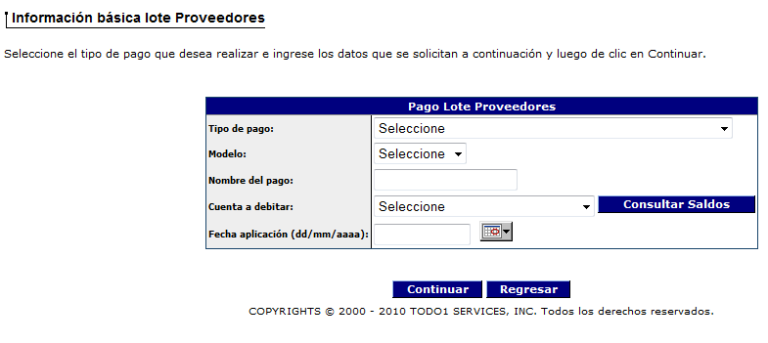 Información básica lote Proveedores
Seleccione el tipo de pago que desea realizar e ingrese los datos que se solicitan a continuación y luego de clic en Continuar.
Pago Lote Proveedores
Tipo de pago: Seleccione
Modelo: Seleccione
Nombre del pago:
Cuenta a debitar: Seleccione Consultar Saldos
Fecha aplicación (dd/mm/aaaa):
Continuar Regresar
COPYRIGHTS © 2000 - 2010 TODO1 SERVICES, INC. Todos los derechos reservados.